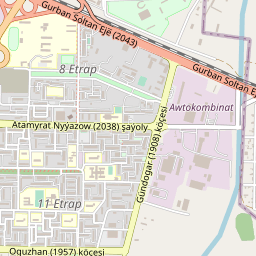 Gurban Soltan Eje (2043)
Gurban Soltan E
8 Etrap
Awtokombinat
Atamyrat Nyýazow (2038) şaýoly
Gündogar (1908) köçesi
11 Etrap
Oguzhan (1957) köçesi